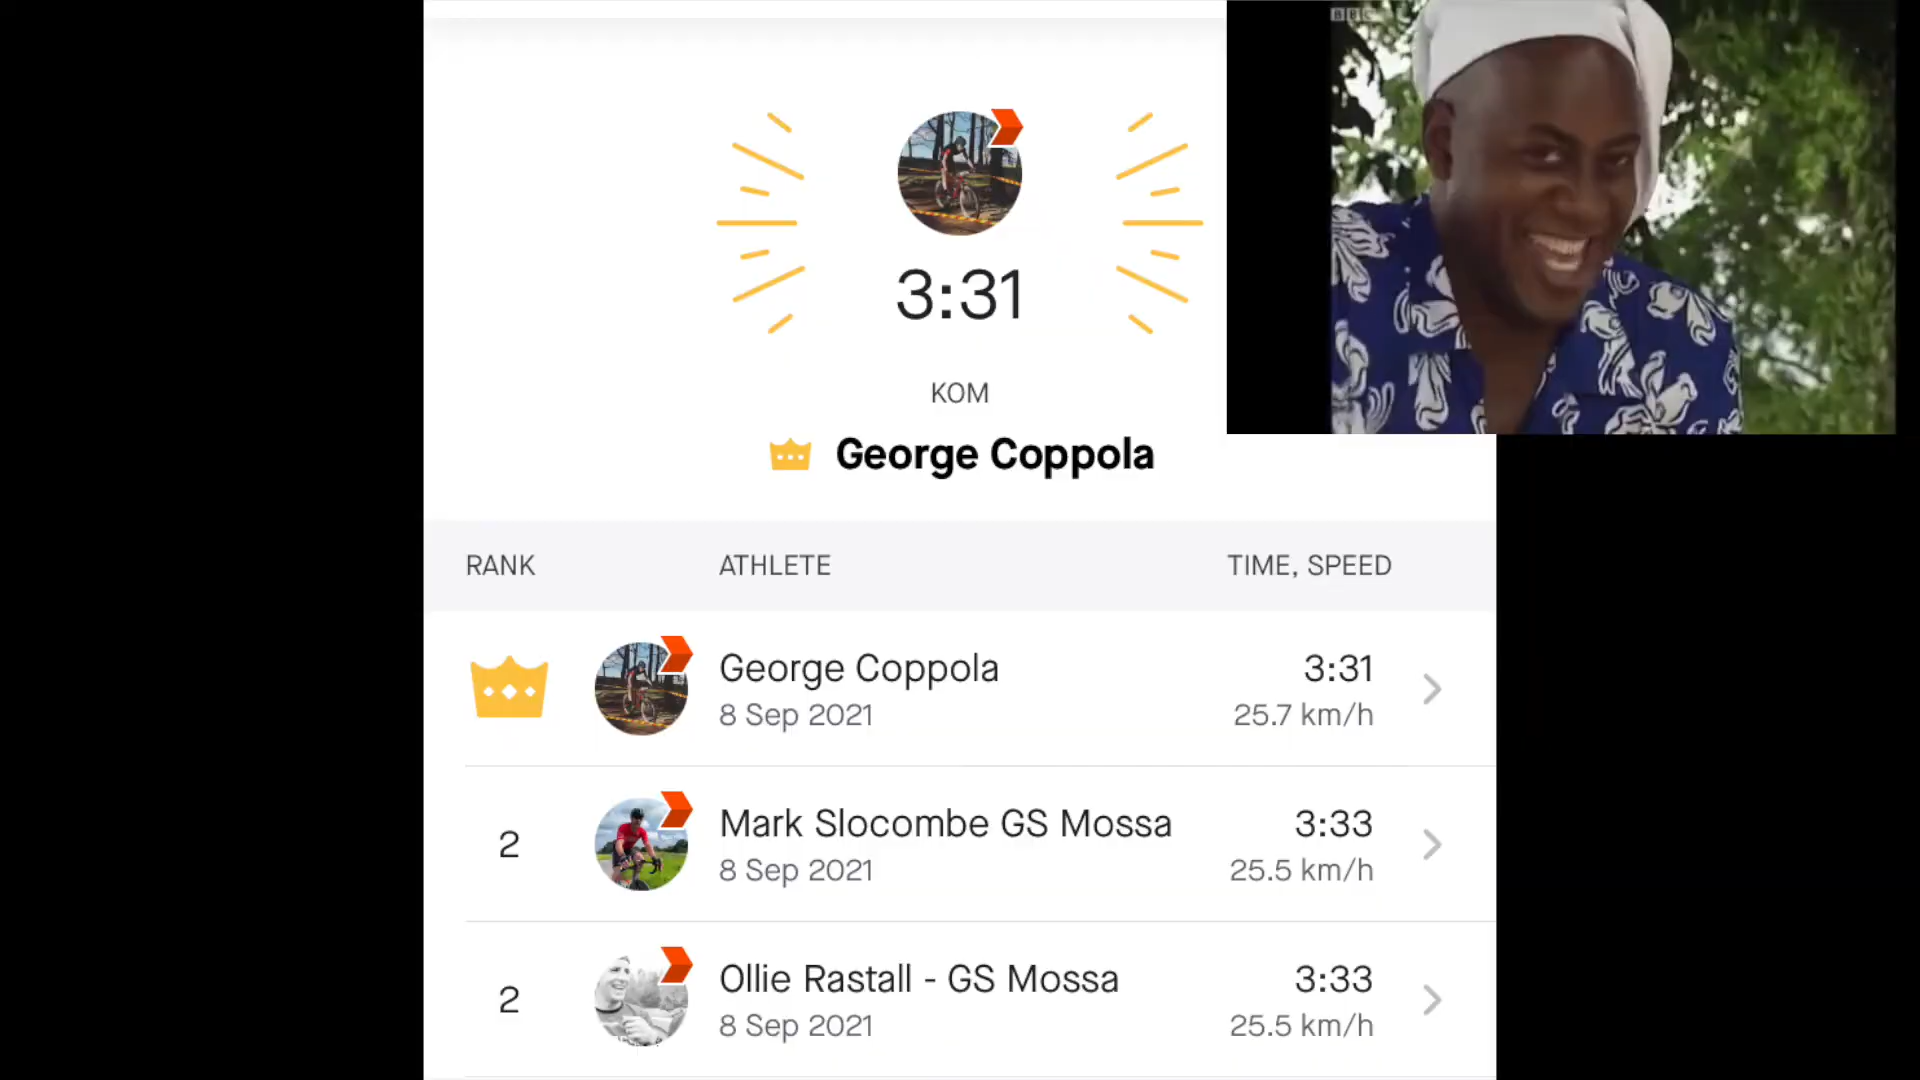 BBC
3:31
KOM
George Coppola
RANK ATHLETE TIME, SPEED
George Coppola 3:31
8 Sep 2021 25.7 km/h
2 Mark Slocombe GS Mossa 3:33
8 Sep 2021 25.5 km/h
2 Ollie Rastall - GS Mossa 3:33
8 Sep 2021 25.5 km/h